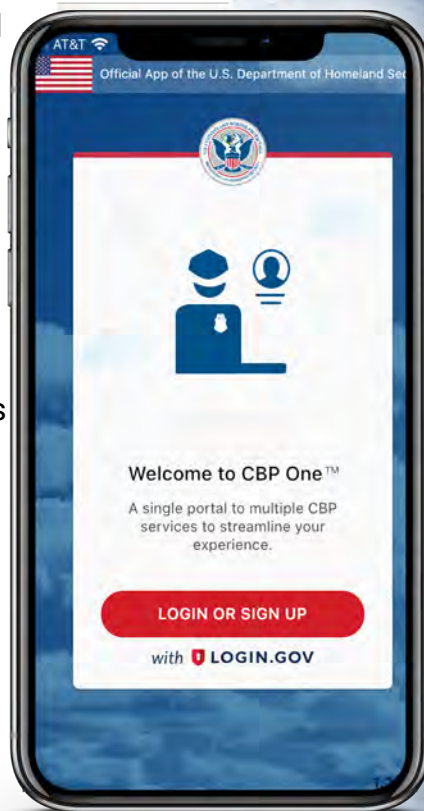 AT&T
Official App of the U.S. Department of Homeland Sec
Welcome to CBP One™
A single portal to multiple CBP
services to streamline your
experience.
LOGIN OR SIGN UP
with LOGIN.GOV
s